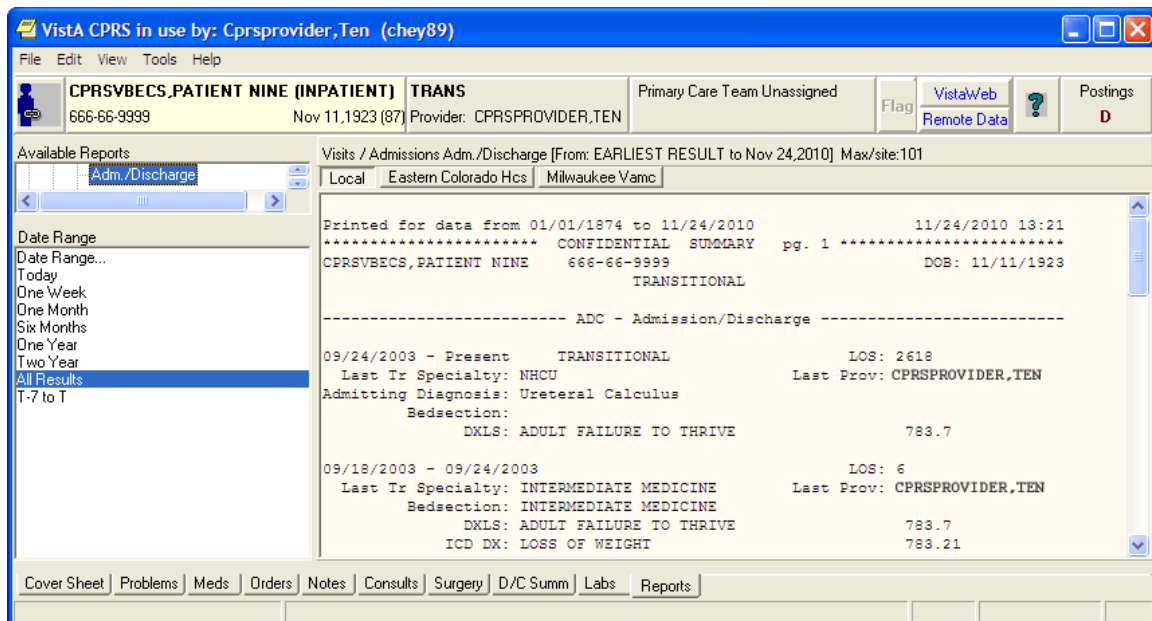 VistA CPRS in use by: Cprsprovider,Ten (chey89)
File Edit View Tools Help
CPRSVBECS,PATIENT NINE (INPATIENT) TRANS Primary Care Team Unassigned Flag VistaWeb ? Postings
666-66-9999 Nov 11,1923 (87) Provider: CPRSPROVIDER,TEN Remote Data D
Available Reports
Adm./Discharge
Date Range
Date Range...
Today
One Week
One Month
Six Months
One Year
Two Year
All Results
T-7 to T
Visits / Admissions Adm./Discharge [From: EARLIEST RESULT to Nov 24,2010] Max/site:101
Local Eastern Colorado Hcs Milwaukee Vamc
Printed for data from 01/01/1874 to 11/24/2010 11/24/2010 13:21
*********************** CONFIDENTIAL SUMMARY pg. 1 ************************
CPRSVBECS,PATIENT NINE 666-66-9999 DOB: 11/11/1923
TRANSITIONAL
-------------------------- ADC - Admission/Discharge --------------------------
09/24/2003 - Present TRANSITIONAL LOS: 2618
Last Tr Specialty: NHCU Last Prov: CPRSPROVIDER,TEN
Admitting Diagnosis: Ureteral Calculus
Bedsection:
DXLS: ADULT FAILURE TO THRIVE 783.7
09/18/2003 - 09/24/2003 LOS: 6
Last Tr Specialty: INTERMEDIATE MEDICINE Last Prov: CPRSPROVIDER,TEN
Bedsection: INTERMEDIATE MEDICINE
DXLS: ADULT FAILURE TO THRIVE 783.7
ICD DX: LOSS OF WEIGHT 783.21
Cover Sheet Problems Meds Orders Notes Consults Surgery D/C Summ Labs Reports